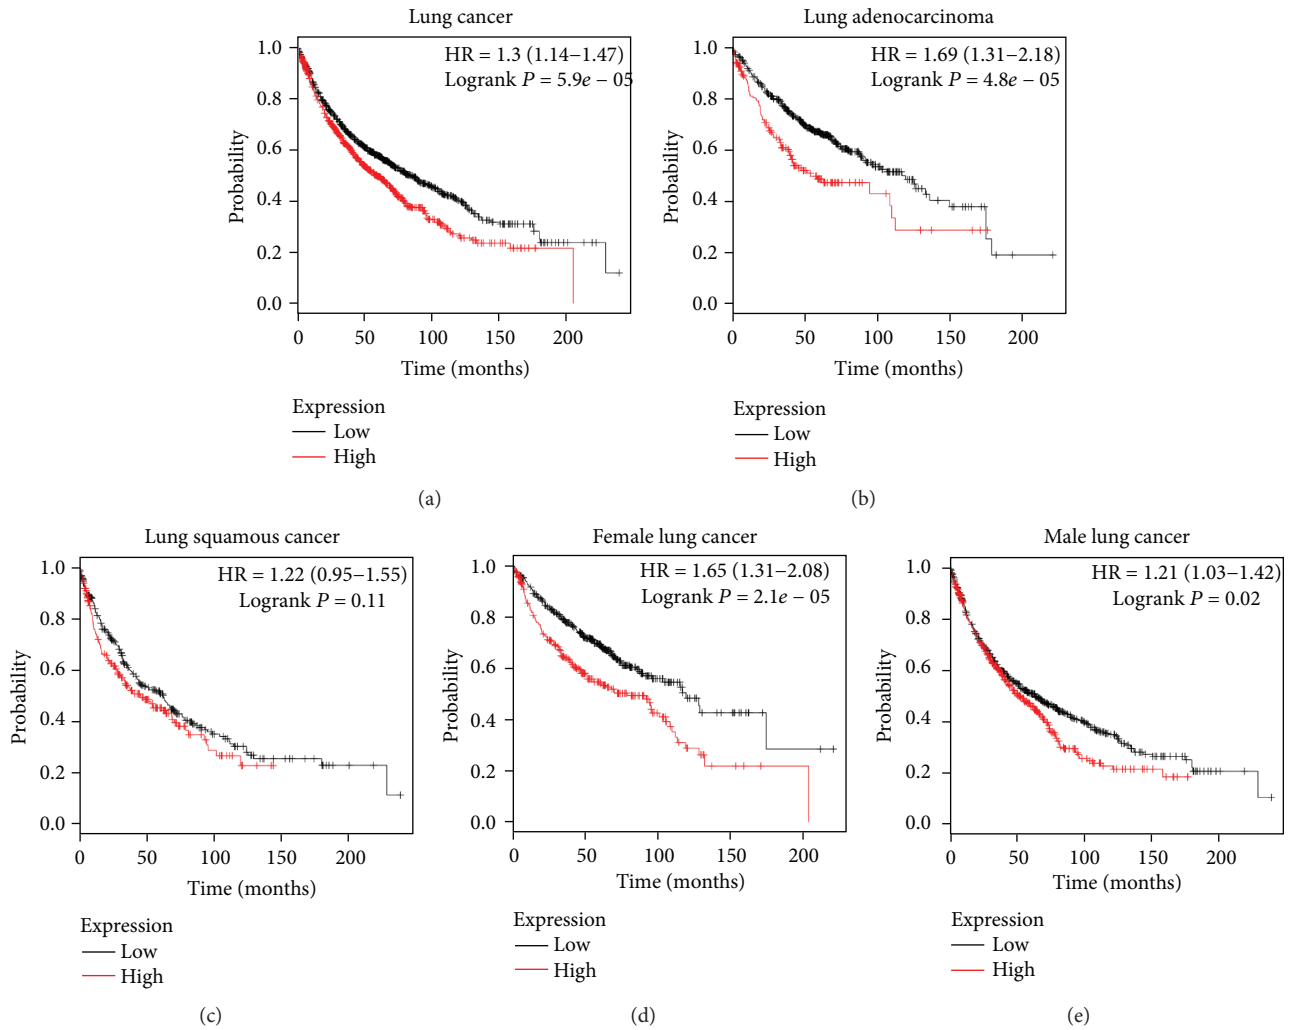 Lung cancer
HR = 1.3 (1.14−1.47)
Logrank P = 5.9e − 05
Probability
1.0
0.8
0.6
0.4
0.2
0.0
0 50 100 150 200
Time (months)
Expression
Low
High
(a)
Lung adenocarcinoma
HR = 1.69 (1.31−2.18)
Logrank P = 4.8e − 05
Probability
1.0
0.8
0.6
0.4
0.2
0.0
0 50 100 150 200
Time (months)
Expression
Low
High
(b)
Lung squamous cancer
HR = 1.22 (0.95−1.55)
Logrank P = 0.11
Probability
1.0
0.8
0.6
0.4
0.2
0.0
0 50 100 150 200
Time (months)
Expression
Low
High
(c)
Female lung cancer
HR = 1.65 (1.31−2.08)
Logrank P = 2.1e − 05
Probability
1.0
0.8
0.6
0.4
0.2
0.0
0 50 100 150 200
Time (months)
Expression
Low
High
(d)
Male lung cancer
HR = 1.21 (1.03−1.42)
Logrank P = 0.02
Probability
1.0
0.8
0.6
0.4
0.2
0.0
0 50 100 150 200
Time (months)
Expression
Low
High
(e)